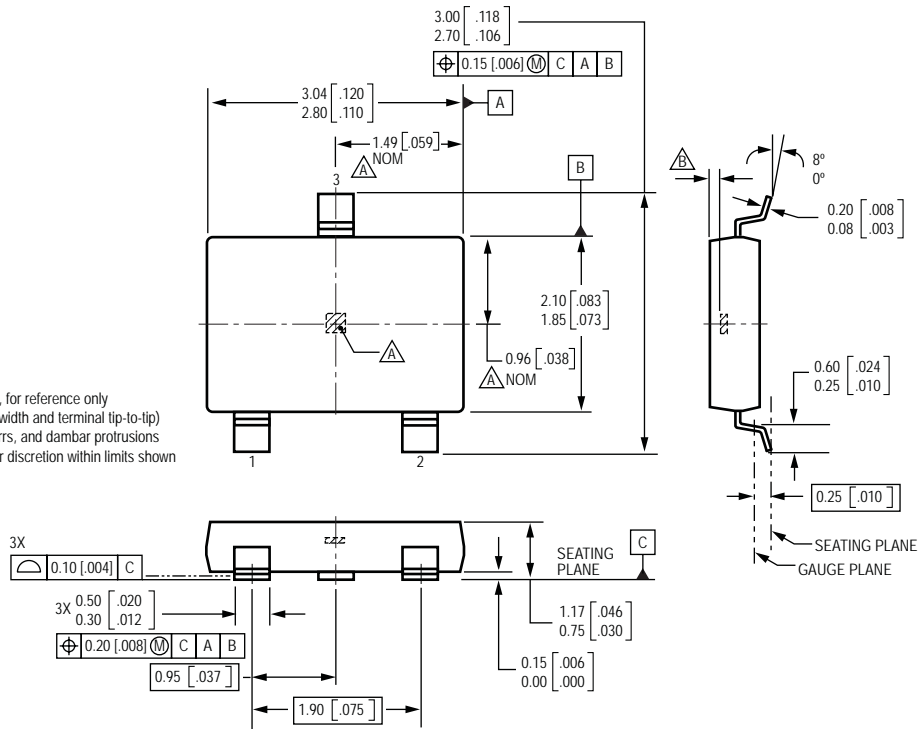 3.00 [.118
2.70 [.106]
⌖ 0.15 [.006] Ⓜ C A B
3.04 [.120
2.80 [.110]
A
1.49 [.059]
A NOM
3
B
B
8º
0º
0.20 [.008
0.08 [.003]
2.10 [.083
1.85 [.073]
A
0.96 [.038]
A NOM
0.60 [.024
0.25 [.010]
, for reference only
width and terminal tip-to-tip)
rrs, and dambar protrusions
r discretion within limits shown
1
2
0.25 [.010]
SEATING PLANE
GAUGE PLANE
3X
⌓ 0.10 [.004] C
SEATING
PLANE
C
3X 0.50 [.020
0.30 [.012]
⌖ 0.20 [.008] Ⓜ C A B
1.17 [.046
0.75 [.030]
0.15 [.006
0.00 [.000]
0.95 [.037]
1.90 [.075]